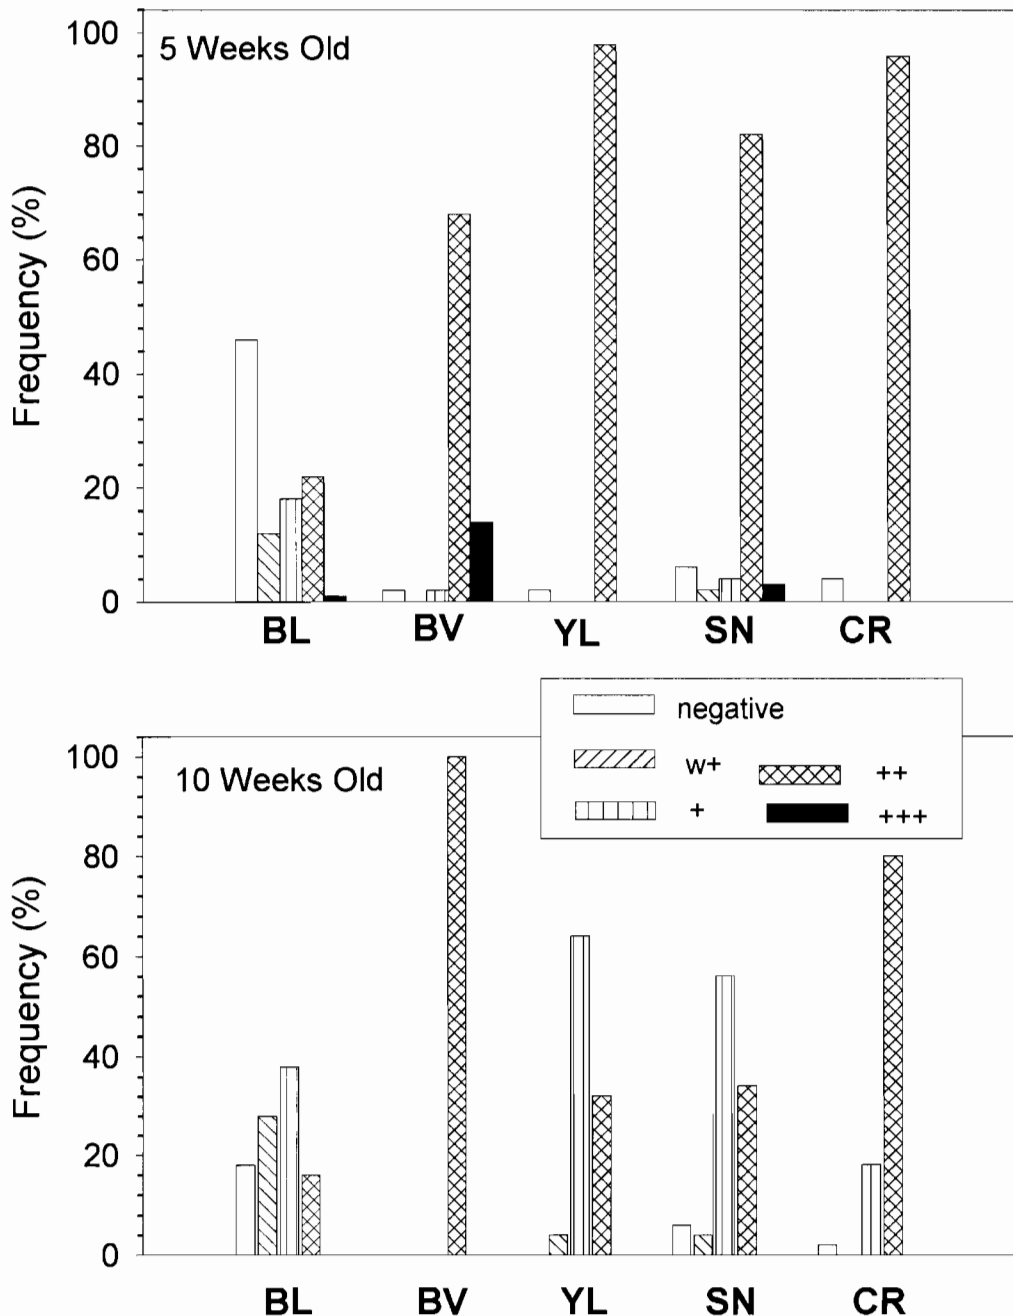 5 Weeks Old
Frequency (%)
100
80
60
40
20
0
BL BV YL SN CR
negative
w+ ++
+ +++
10 Weeks Old
Frequency (%)
100
80
60
40
20
0
BL BV YL SN CR